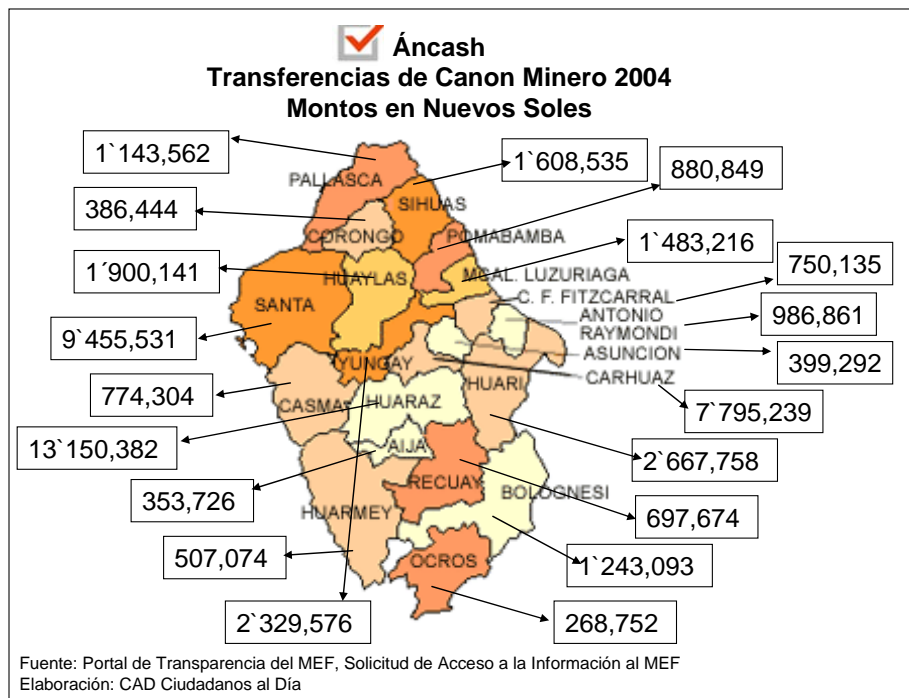 Áncash
Transferencias de Canon Minero 2004
Montos en Nuevos Soles
1`143,562
1`608,535
880,849
PALLASCA
386,444
SIHUAS
CORONGO
POMABAMBA
1`483,216
1´900,141
HUAYLAS
MCAL. LUZURIAGA
750,135
SANTA
C. F. FITZCARRAL
ANTONIO
RAYMONDI
986,861
9`455,531
ASUNCION
399,292
YUNGAY
CARHUAZ
774,304
CASMA
HUARAZ
HUARI
7`795,239
13`150,382
AIJA
2`667,758
353,726
RECUAY
BOLOGNESI
HUARMEY
697,674
507,074
OCROS
1`243,093
2`329,576
268,752
Fuente: Portal de Transparencia del MEF, Solicitud de Acceso a la Información al MEF
Elaboración: CAD Ciudadanos al Día